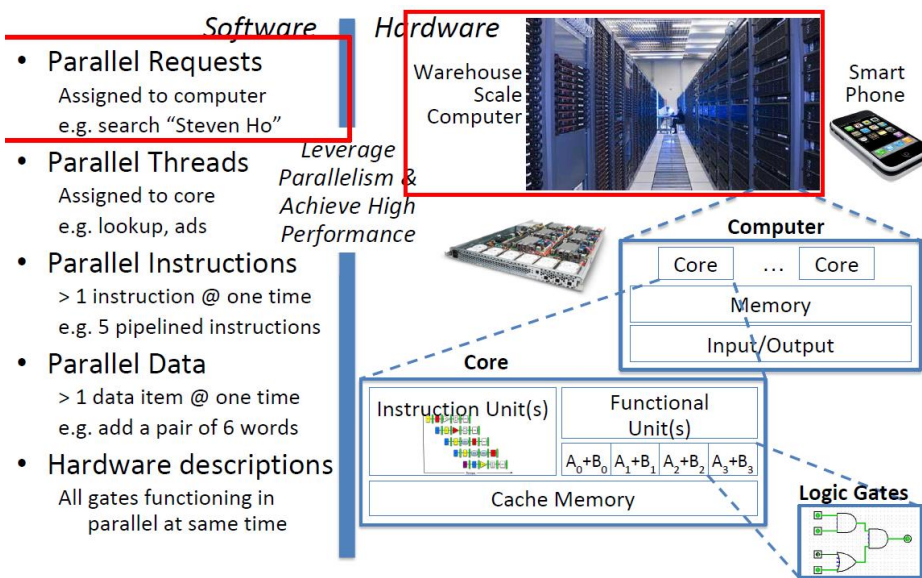 Software
Hardware
• Parallel Requests
Assigned to computer
e.g. search “Steven Ho”
• Parallel Threads
Assigned to core
e.g. lookup, ads
• Parallel Instructions
> 1 instruction @ one time
e.g. 5 pipelined instructions
• Parallel Data
> 1 data item @ one time
e.g. add a pair of 6 words
• Hardware descriptions
All gates functioning in
parallel at same time
Leverage
Parallelism &
Achieve High
Performance
Warehouse
Scale
Computer
Smart
Phone
Computer
Core
…
Core
Memory
Input/Output
Core
Instruction Unit(s)
Functional
Unit(s)
A₀+B₀ A₁+B₁ A₂+B₂ A₃+B₃
Cache Memory
Logic Gates